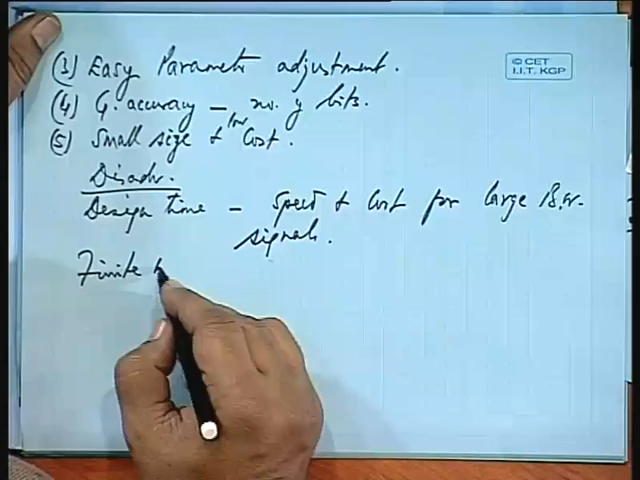 (3) Easy Parameter adjustment.
© CET
I.I.T. KGP
(4) G. accuracy - no. of bits.
(5) Small size & low Cost.
Disadv.
Design time - Speed & Cost for large B.W.
signals.
Finite